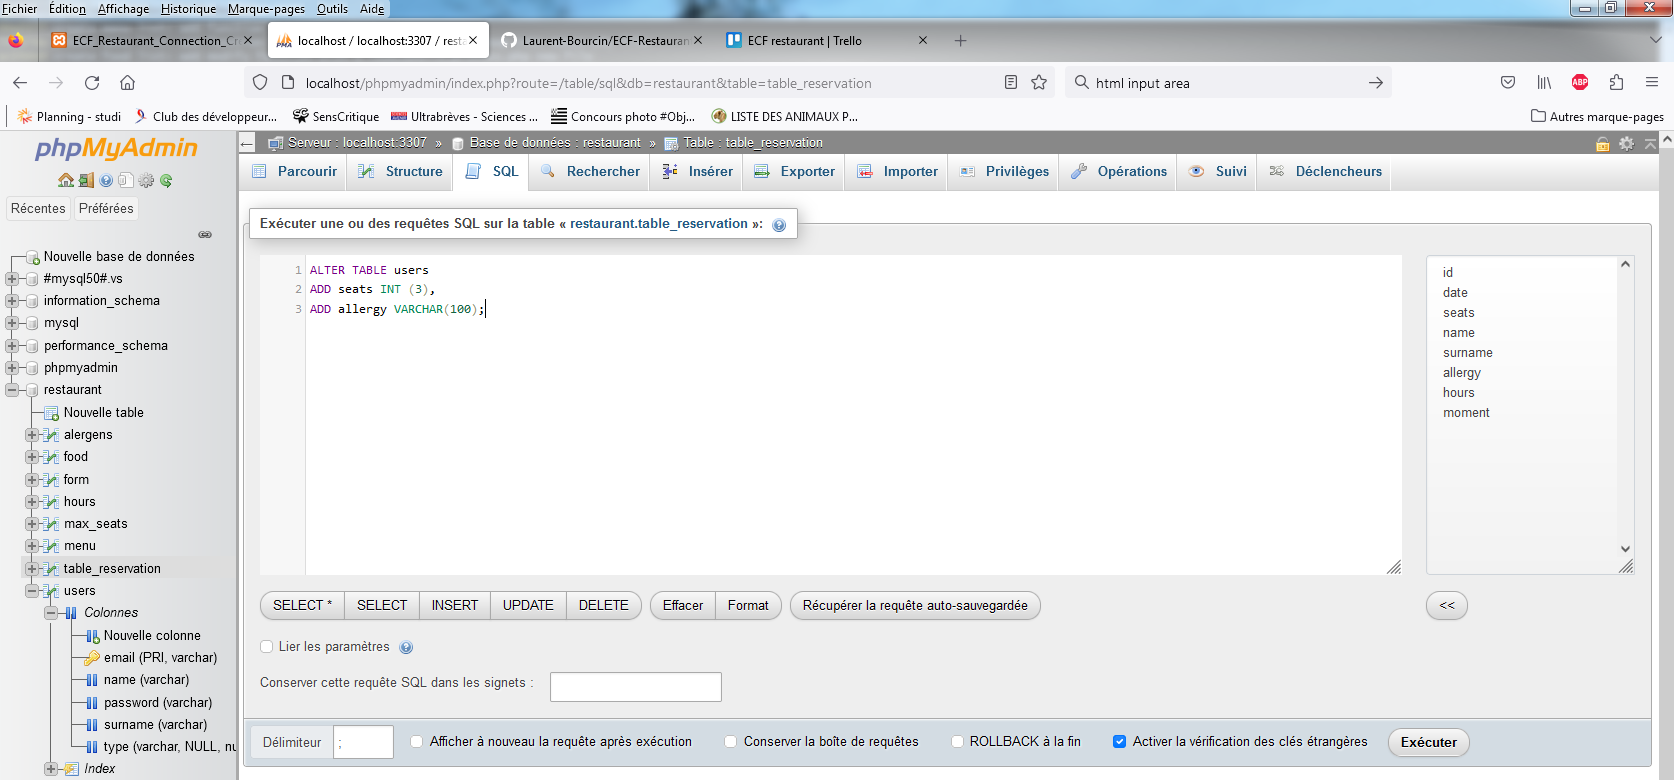 Fichier Édition Affichage Historique Marque-pages Outils Aide
ECF_Restaurant_Connection_Cr
localhost / localhost:3307 / rest
Laurent-Bourcin/ECF-Restauran
ECF restaurant | Trello
localhost/phpmyadmin/index.php?route=/table/sql&db=restaurant&table=table_reservation
html input area
ABP
Planning - studi
Club des développeur...
SensCritique
Ultrabrèves - Sciences ...
Concours photo #Obj...
LISTE DES ANIMAUX P...
Autres marque-pages
phpMyAdmin
Récentes Préférées
Nouvelle base de données
#mysql50#.vs
information_schema
mysql
performance_schema
phpmyadmin
restaurant
Nouvelle table
alergens
food
form
hours
max_seats
menu
table_reservation
users
Colonnes
Nouvelle colonne
email (PRI, varchar)
name (varchar)
password (varchar)
surname (varchar)
type (varchar, NULL, nu
Index
Serveur : localhost:3307 » Base de données : restaurant » Table : table_reservation
Parcourir Structure SQL Rechercher Insérer Exporter Importer Privilèges Opérations Suivi Déclencheurs
Exécuter une ou des requêtes SQL sur la table « restaurant.table_reservation »:
1 ALTER TABLE users
2 ADD seats INT (3),
3 ADD allergy VARCHAR(100);
id
date
seats
name
surname
allergy
hours
moment
SELECT * SELECT INSERT UPDATE DELETE Effacer Format Récupérer la requête auto-sauvegardée <<
Lier les paramètres
Conserver cette requête SQL dans les signets :
Délimiteur ; Afficher à nouveau la requête après exécution Conserver la boîte de requêtes ROLLBACK à la fin Activer la vérification des clés étrangères Exécuter